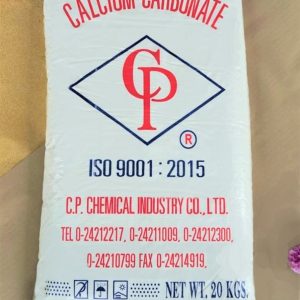 CALCIUM CARBONATE
CP
®
ISO 9001 : 2015
C.P. CHEMICAL INDUSTRY CO., LTD.
TEL 0-24212217, 0-24211009, 0-24212300,
0-24210799 FAX 0-24214919.
NET WT. 20 KGS.